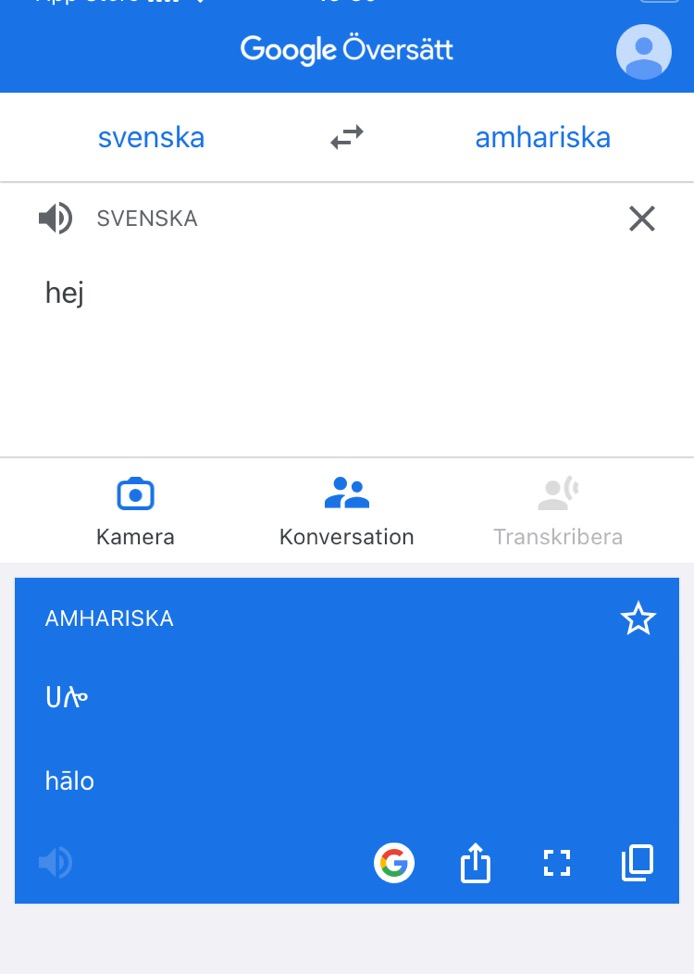 Google Översätt
svenska
amhariska
SVENSKA
hej
Kamera
Konversation
Transkribera
AMHARISKA
ሀሎ
hālo